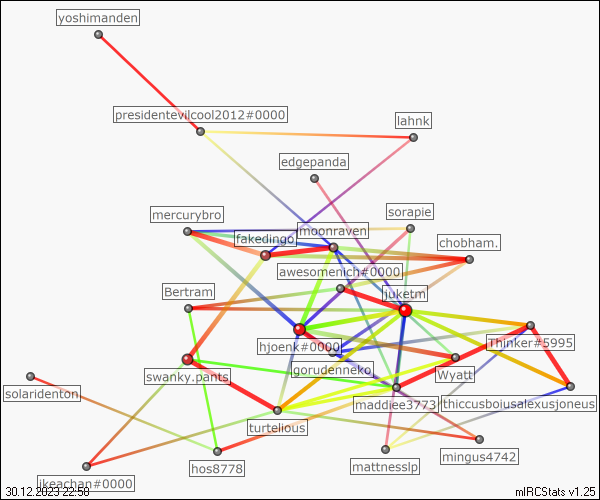 yoshimanden
presidentevilcool2012#0000
lahnk
edgepanda
mercurybro
sorapie
fakedingo
moonraven
chobham.
awesomenich#0000
Bertram
juketm
hjoenk#0000
Thinker#5995
gorudenneko
Wyatt
swanky.pants
solaridenton
maddiee3773
thiccusboiusalexusjoneus
turtelious
mingus4742
mattnesslp
hos8778
ikeachan#0000
30.12.2023 22:58
mIRCStats v1.25